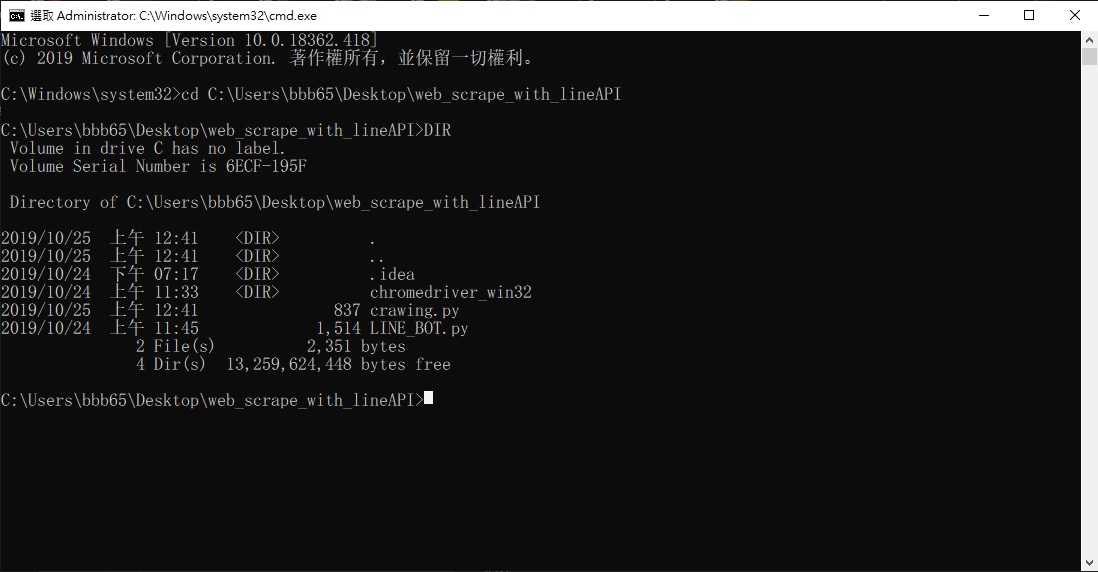 選取 Administrator: C:\Windows\system32\cmd.exe
Microsoft Windows [Version 10.0.18362.418]
(c) 2019 Microsoft Corporation. 著作權所有，並保留一切權利。
C:\Windows\system32>cd C:\Users\bbb65\Desktop\web_scrape_with_lineAPI
C:\Users\bbb65\Desktop\web_scrape_with_lineAPI>DIR
Volume in drive C has no label.
Volume Serial Number is 6ECF-195F
Directory of C:\Users\bbb65\Desktop\web_scrape_with_lineAPI
2019/10/25  上午 12:41    <DIR>          .
2019/10/25  上午 12:41    <DIR>          ..
2019/10/24  下午 07:17    <DIR>          .idea
2019/10/24  上午 11:33    <DIR>          chromedriver_win32
2019/10/25  上午 12:41               837 crawing.py
2019/10/24  上午 11:45             1,514 LINE_BOT.py
2 File(s)          2,351 bytes
4 Dir(s)  13,259,624,448 bytes free
C:\Users\bbb65\Desktop\web_scrape_with_lineAPI>